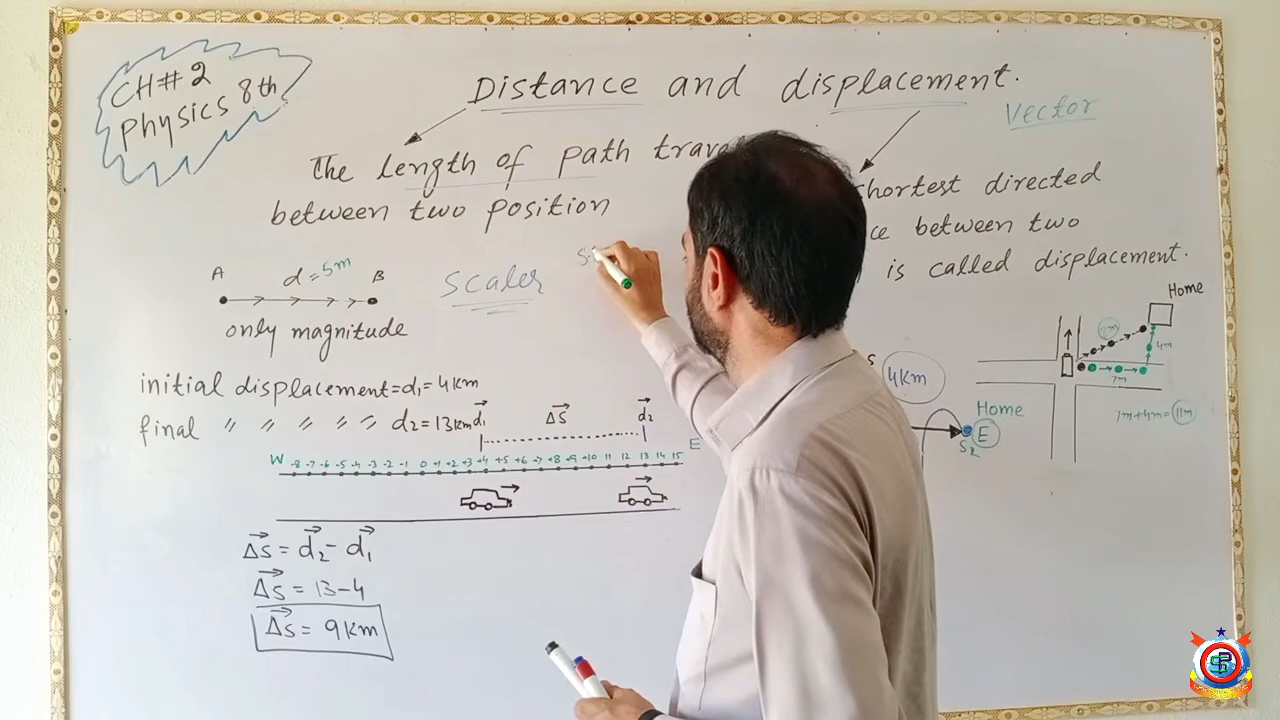 CH#2
Physics 8th
Distance and displacement.
Vector
The length of path
between two position
shortest directed
between two
is called displacement.
A d=5m B
only magnitude
Scaler
S
initial displacement=d₁=4Km
final 〃 〃 〃 〃 d₂=13Km
d₁ ΔS d₂
W -8 -7 -6 -5 -4 -3 -2 -1 0 +1 +2 +3 +4 +5 +6 +7 +8 +9 +10 11 12 13 14 15 E
ΔS = d₂ - d₁
ΔS = 13-4
ΔS = 9Km
S 4Km
Home
E
S₂
Home
4m
7m
7m+4m=11m